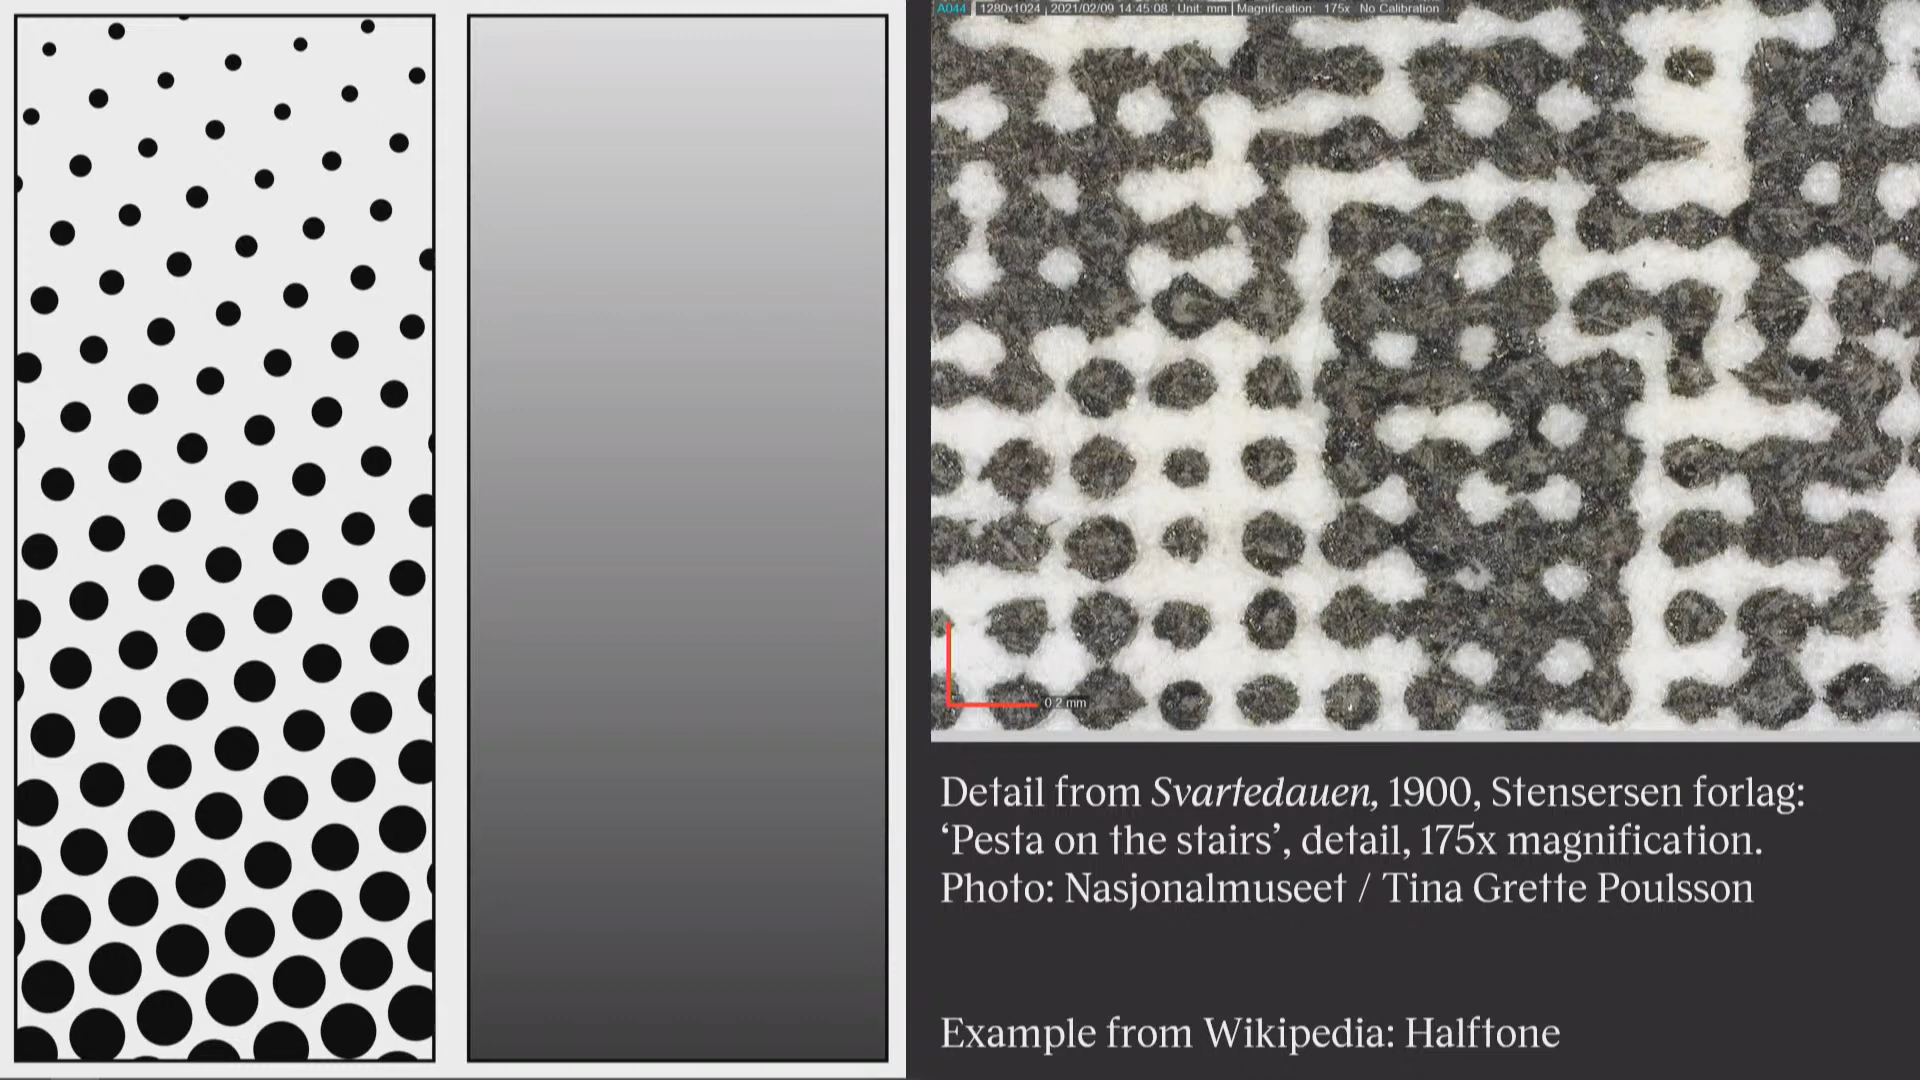 A044 1280x1024 2021/02/09 14:45:08 Unit: mm Magnification: 175x No Calibration
0.2 mm
Detail from Svartedauen, 1900, Stensersen forlag:
‘Pesta on the stairs’, detail, 175x magnification.
Photo: Nasjonalmuseet / Tina Grette Poulsson
Example from Wikipedia: Halftone